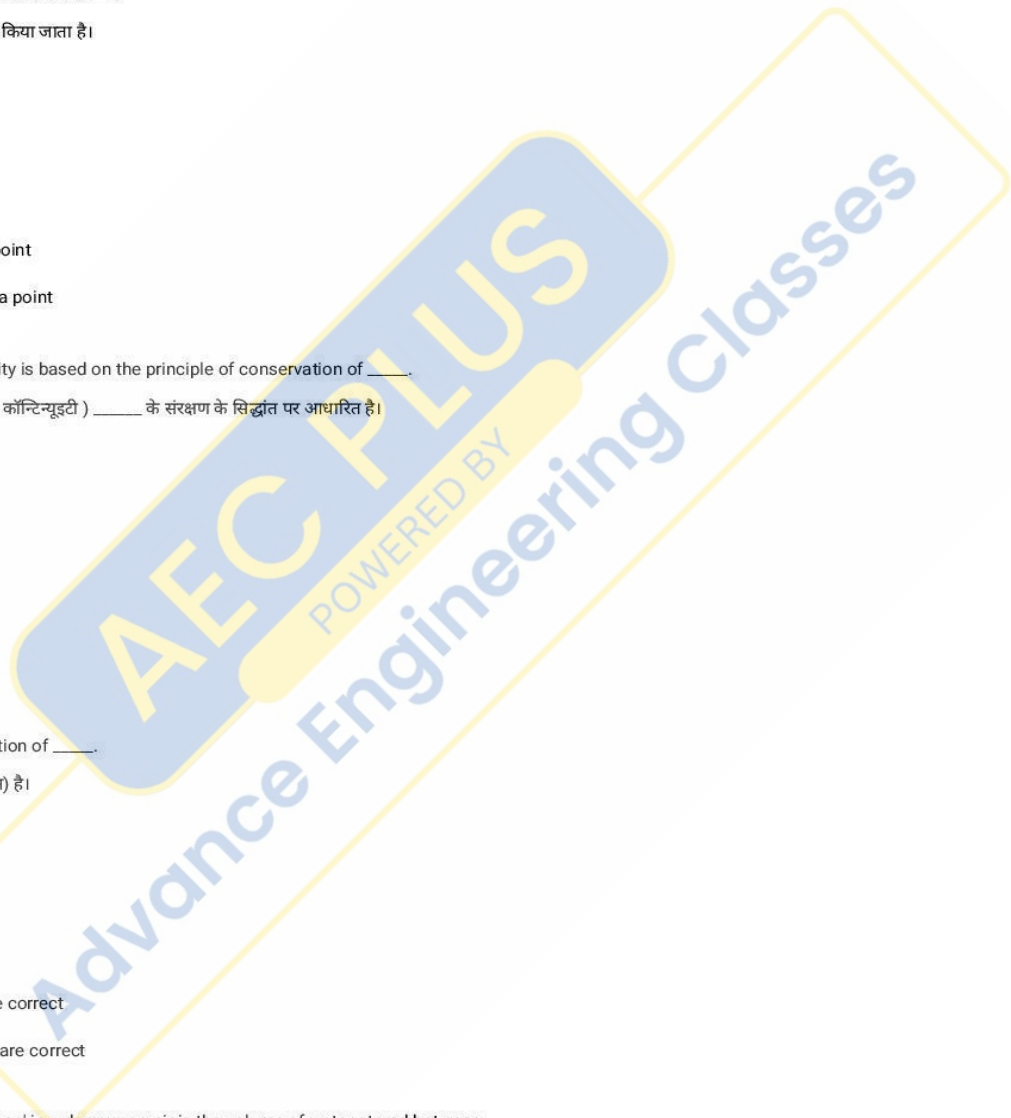 किया जाता है।
oint
a point
ity is based on the principle of conservation of _____.
कॉन्टिन्यूइटी ) ______ के संरक्षण के सिद्धांत पर आधारित है।
tion of _____.
है।
e correct
are correct
AEC PLUS
POWERED BY
Advance Engineering Classes